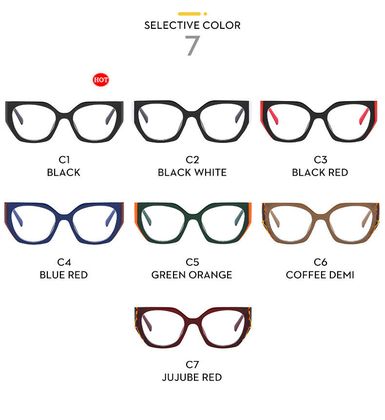 SELECTIVE COLOR
7
HOT
C1
BLACK
C2
BLACK WHITE
C3
BLACK RED
C4
BLUE RED
C5
GREEN ORANGE
C6
COFFEE DEMI
C7
JUJUBE RED